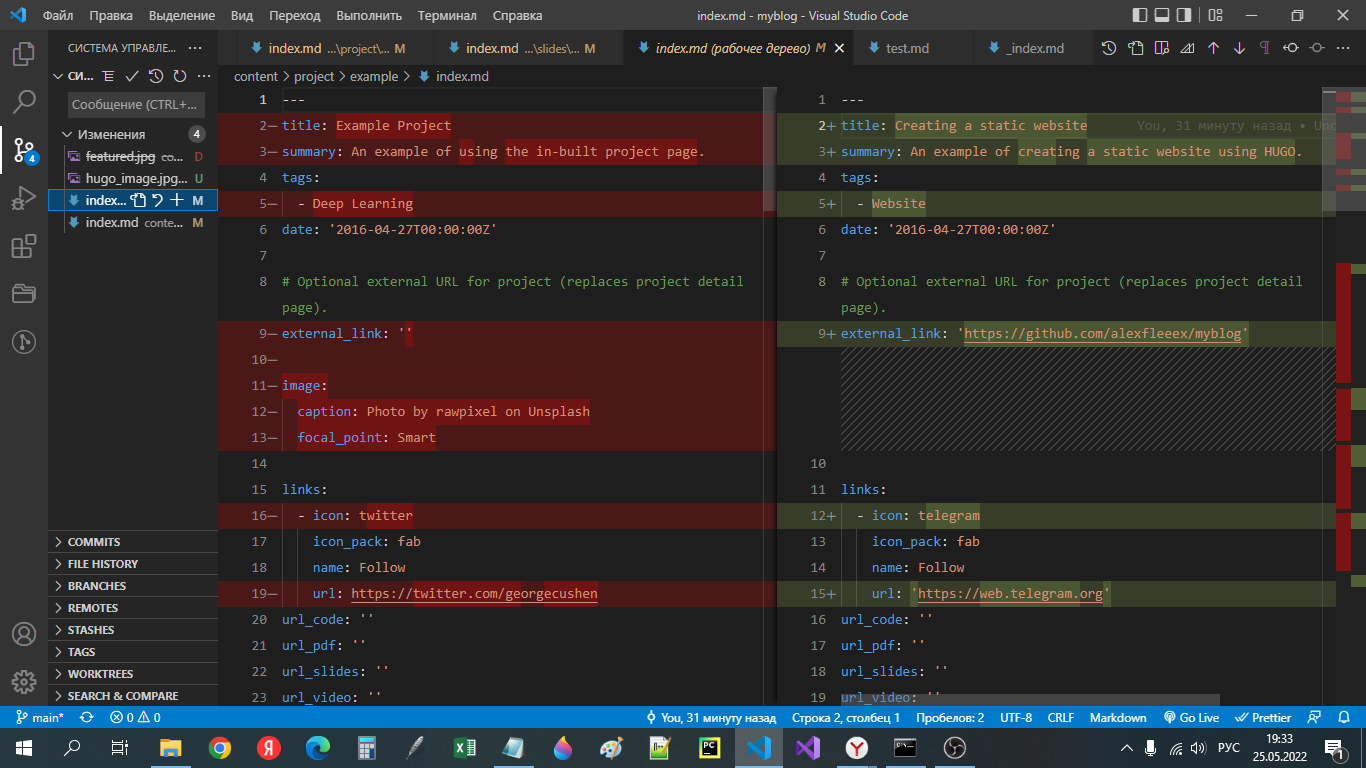 Файл Правка Выделение Вид Переход Выполнить Терминал Справка index.md - myblog - Visual Studio Code
СИСТЕМА УПРАВЛЕ... ···
index.md ...\project\... M index.md ...\slides\... M index.md (рабочее дерево) M test.md _index.md
СИ...
content > project > example > index.md
Сообщение (CTRL+...
Изменения 4
featured.jpg co... D
hugo_image.jpg... U
index... M
index.md conte... M
4
COMMITS
FILE HISTORY
BRANCHES
REMOTES
STASHES
TAGS
WORKTREES
SEARCH & COMPARE
1 ---
2— title: Example Project
3— summary: An example of using the in-built project page.
4 tags:
5— - Deep Learning
6 date: '2016-04-27T00:00:00Z'
7
8 # Optional external URL for project (replaces project detail
page).
9— external_link: ''
10—
11— image:
12— caption: Photo by rawpixel on Unsplash
13— focal_point: Smart
14
15 links:
16— - icon: twitter
17 icon_pack: fab
18 name: Follow
19— url: https://twitter.com/georgecushen
20 url_code: ''
21 url_pdf: ''
22 url_slides: ''
23 url_video: ''
1 ---
2+ title: Creating a static website You, 31 минуту назад • Unc
3+ summary: An example of creating a static website using HUGO.
4 tags:
5+ - Website
6 date: '2016-04-27T00:00:00Z'
7
8 # Optional external URL for project (replaces project detail
page).
9+ external_link: 'https://github.com/alexfleeex/myblog'
10
11 links:
12+ - icon: telegram
13 icon_pack: fab
14 name: Follow
15+ url: 'https://web.telegram.org'
16 url_code: ''
17 url_pdf: ''
18 url_slides: ''
19 url_video: ''
main* 0 0 You, 31 минуту назад Строка 2, столбец 1 Пробелов: 2 UTF-8 CRLF Markdown Go Live Prettier
РУС 19:33
25.05.2022
1